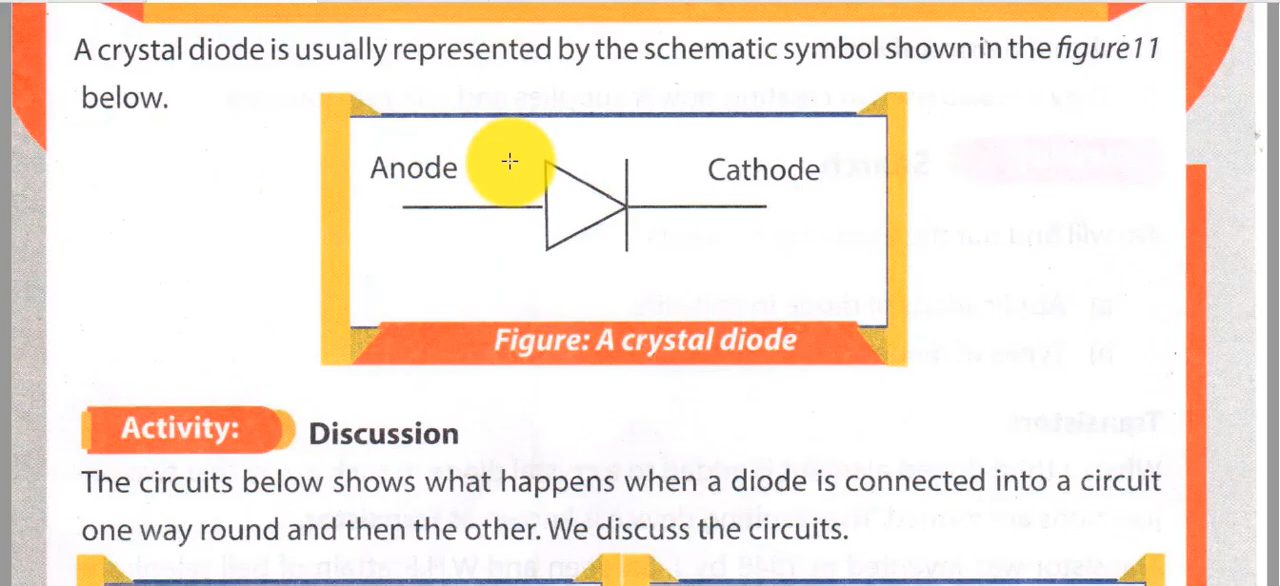 A crystal diode is usually represented by the schematic symbol shown in the figure11
below.
Anode
Cathode
Figure: A crystal diode
Activity:
Discussion
The circuits below shows what happens when a diode is connected into a circuit
one way round and then the other. We discuss the circuits.